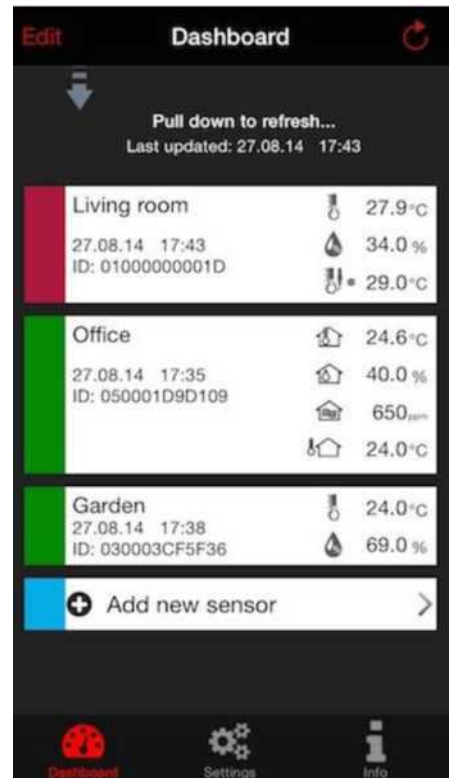 Edit Dashboard
Pull down to refresh...
Last updated: 27.08.14 17:43
Living room 27.9°C
27.08.14 17:43 34.0 %
ID: 01000000001D 29.0°C
Office 24.6°C
27.08.14 17:35 40.0 %
ID: 050001D9D109 650 ppm
24.0°C
Garden 24.0°C
27.08.14 17:38
ID: 030003CF5F36 69.0 %
Add new sensor
Dashboard Settings Info